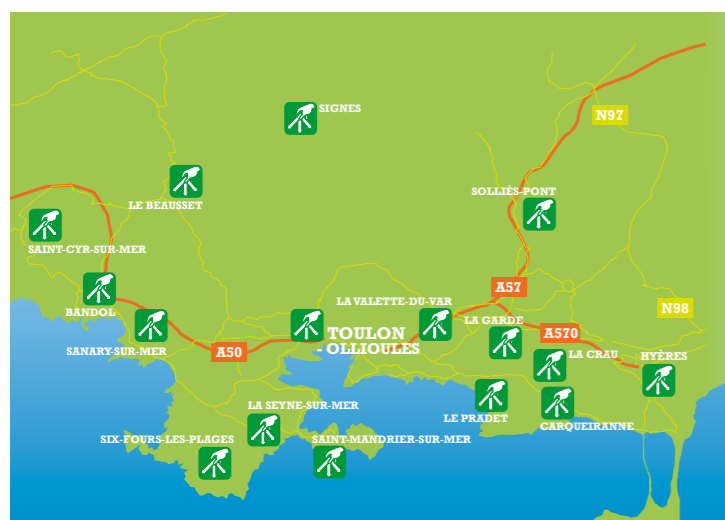 SIGNES
N97
SOLLIÈS-PONT
LE BEAUSSET
SAINT-CYR-SUR-MER
A57
LA VALETTE-DU-VAR
BANDOL
N98
LA GARDE
A570
TOULON
- OLLIOULES
SANARY-SUR-MER
A50
LA CRAU
HYÈRES
LA SEYNE-SUR-MER
LE PRADET
CARQUEIRANNE
SIX-FOURS-LES-PLAGES
SAINT-MANDRIER-SUR-MER